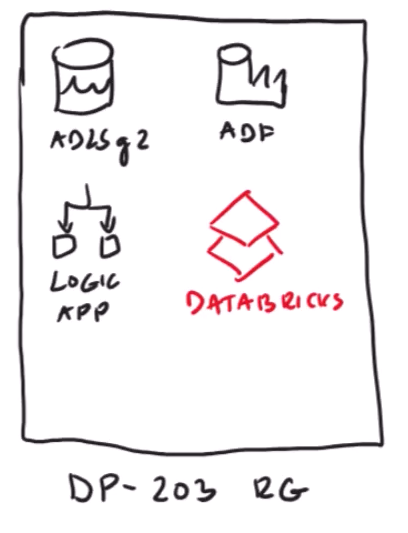 ADLSg2
ADF
LOGIC
APP
DATABRICKS
DP-203 RG